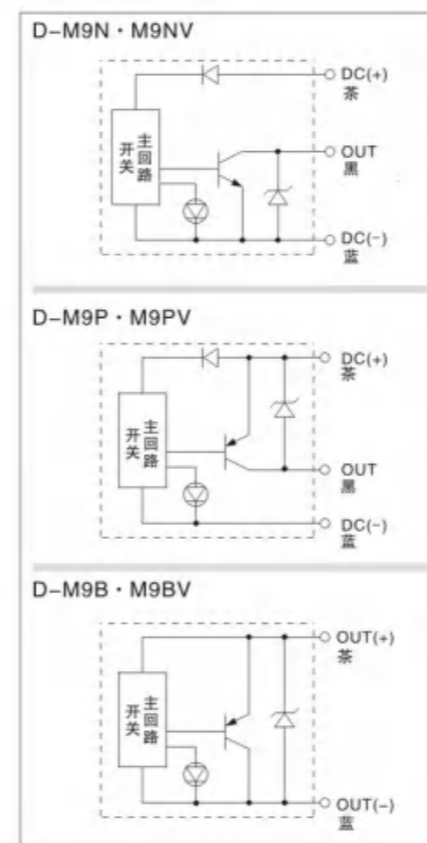 D-M9N・M9NV
DC(+)
茶
开关
主回路
OUT
黑
DC(-)
蓝
D-M9P・M9PV
DC(+)
茶
开关
主回路
OUT
黑
DC(-)
蓝
D-M9B・M9BV
OUT(+)
茶
开关
主回路
OUT(-)
蓝